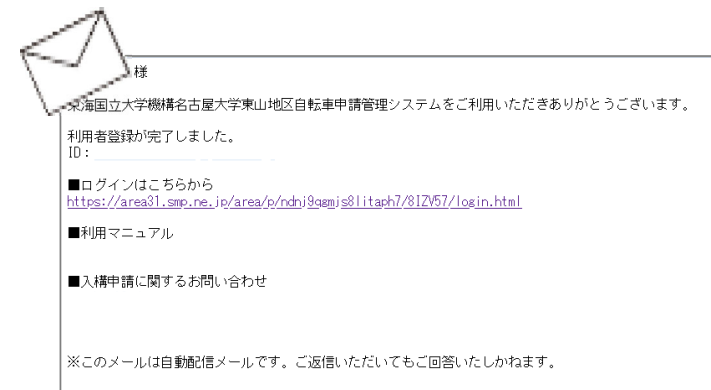 様
東海国立大学機構名古屋大学東山地区自転車申請管理システムをご利用いただきありがとうございます。
利用者登録が完了しました。
ID：
■ログインはこちらから
https://area31.smp.ne.jp/area/p/ndnj9qgmjs8litaph7/8IZV57/login.html
■利用マニュアル
■入構申請に関するお問い合わせ
※このメールは自動配信メールです。ご返信いただいてもご回答いたしかねます。